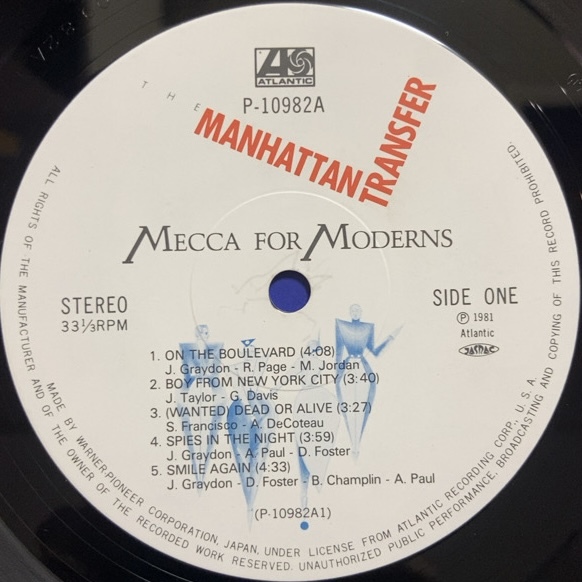 ATLANTIC
P-10982A
THE
MANHATTAN
TRANSFER
MECCA FOR MODERNS
STEREO
33⅓RPM
SIDE ONE
Ⓟ 1981
Atlantic
JASRAC
1. ON THE BOULEVARD (4:08)
J. Graydon - R. Page - M. Jordan
2. BOY FROM NEW YORK CITY (3:40)
J. Taylor - G. Davis
3. (WANTED) DEAD OR ALIVE (3:27)
S. Francisco - A. DeCoteau
4. SPIES IN THE NIGHT (3:59)
J. Graydon - A. Paul - D. Foster
5. SMILE AGAIN (4:33)
J. Graydon - D. Foster - B. Champlin - A. Paul
(P-10982A1)
ALL RIGHTS OF THE MANUFACTURER AND OF THE OWNER OF THE RECORDED WORK RESERVED. UNAUTHORIZED PUBLIC PERFORMANCE, BROADCASTING AND COPYING OF THIS RECORD PROHIBITED.
MADE BY WARNER-PIONEER CORPORATION, JAPAN, UNDER LICENSE FROM ATLANTIC RECORDING CORP., U.S.A.